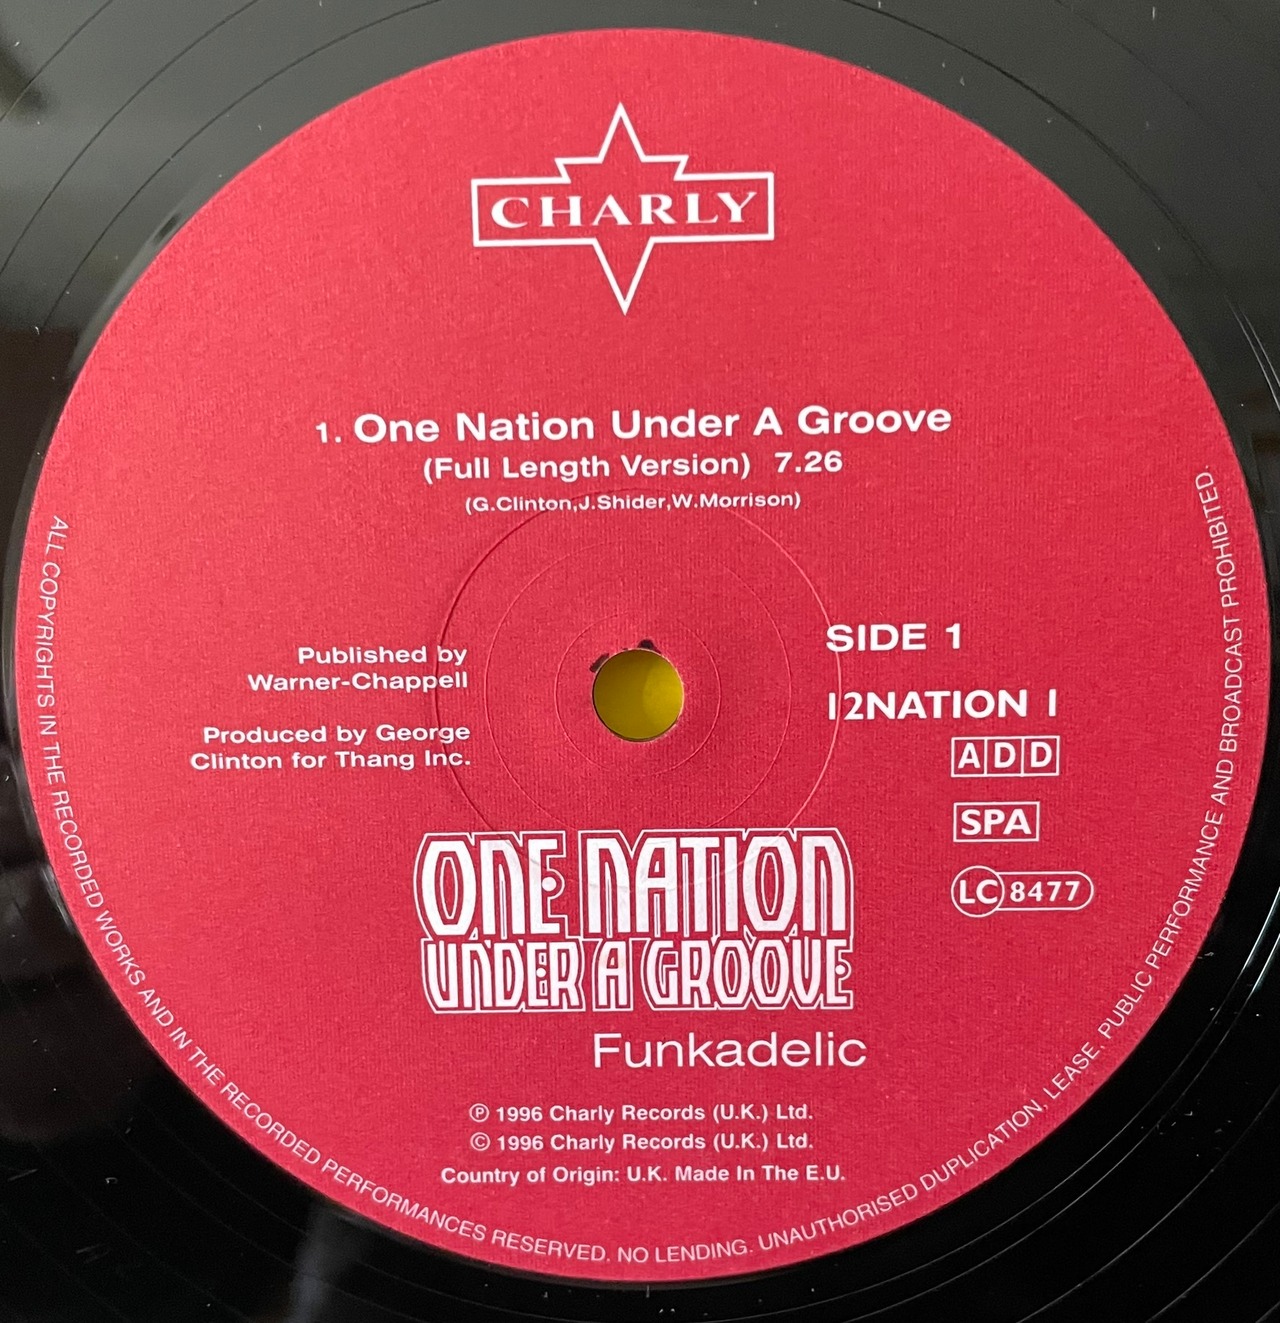 CHARLY
1. One Nation Under A Groove
(Full Length Version) 7.26
(G.Clinton,J.Shider,W.Morrison)
Published by
Warner-Chappell
Produced by George
Clinton for Thang Inc.
SIDE 1
12NATION 1
ADD
SPA
LC 8477
ONE NATION
UNDER A GROOVE
Funkadelic
℗ 1996 Charly Records (U.K.) Ltd.
© 1996 Charly Records (U.K.) Ltd.
Country of Origin: U.K. Made In The E.U.
ALL COPYRIGHTS IN THE RECORDED WORKS AND IN THE RECORDED PERFORMANCES RESERVED. NO LENDING. UNAUTHORISED DUPLICATION, LEASE, PUBLIC PERFORMANCE AND BROADCAST PROHIBITED.